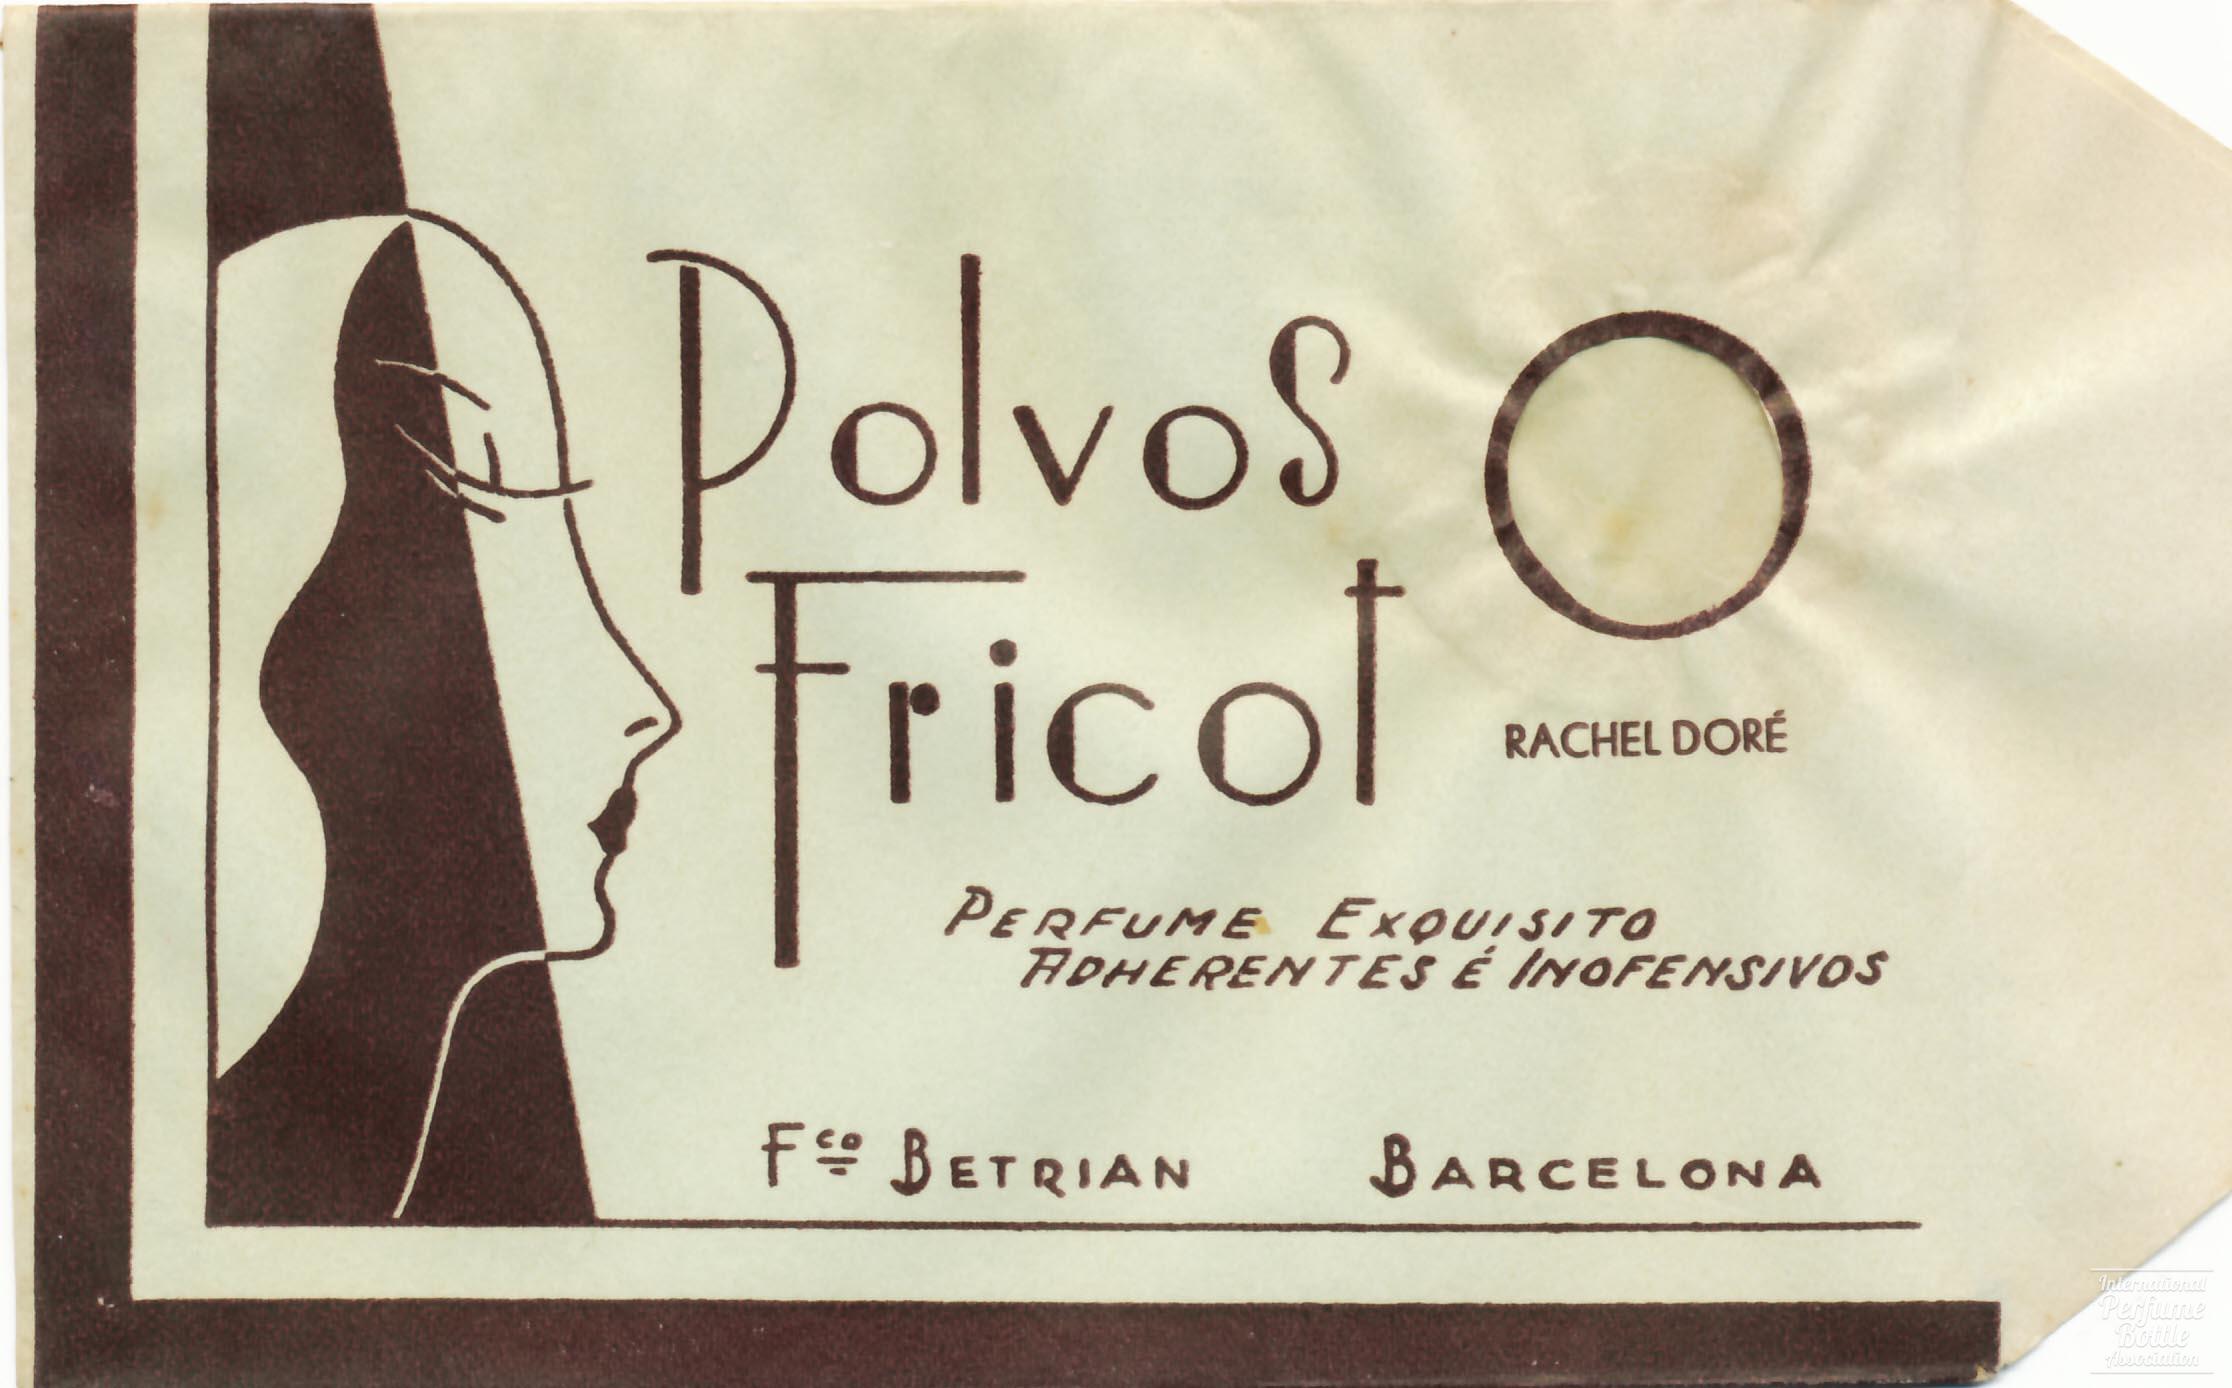 Polvos
Fricot
RACHEL DORÉ
PERFUME EXQUISITO
ADHERENTES É INOFENSIVOS
Fco BETRIAN BARCELONA
International
Perfume
Bottle
Association